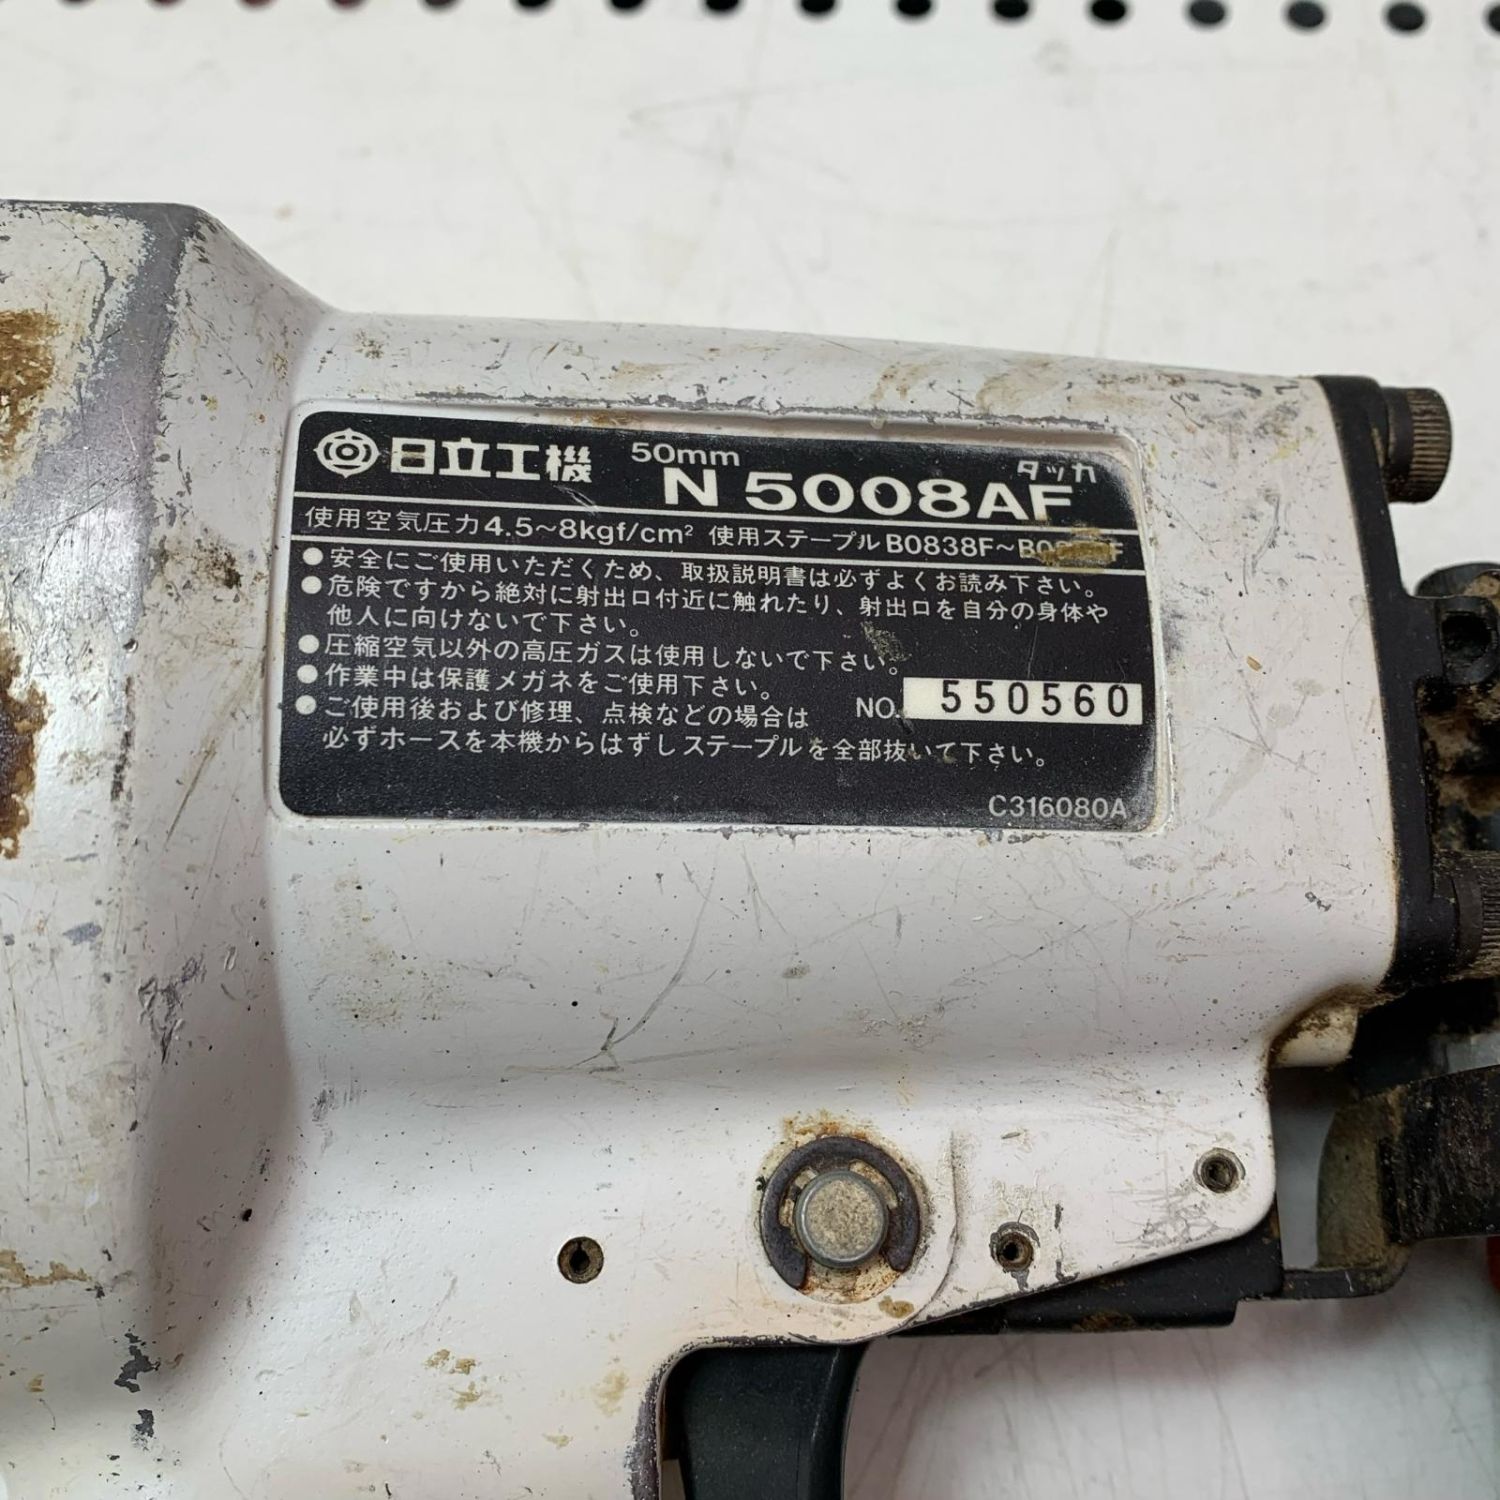 日立工機 50mm タッカ
N5008AF
使用空気圧力4.5～8kgf/cm² 使用ステープルB0838F～
●安全にご使用いただくため、取扱説明書は必ずよくお読み下さい。
●危険ですから絶対に射出口付近に触れたり、射出口を自分の身体や
他人に向けないで下さい。
●圧縮空気以外の高圧ガスは使用しないで下さい。
●作業中は保護メガネをご使用下さい。
●ご使用後および修理、点検などの場合は
必ずホースを本機からはずしステープルを全部抜いて下さい。
NO. 550560
C316080A